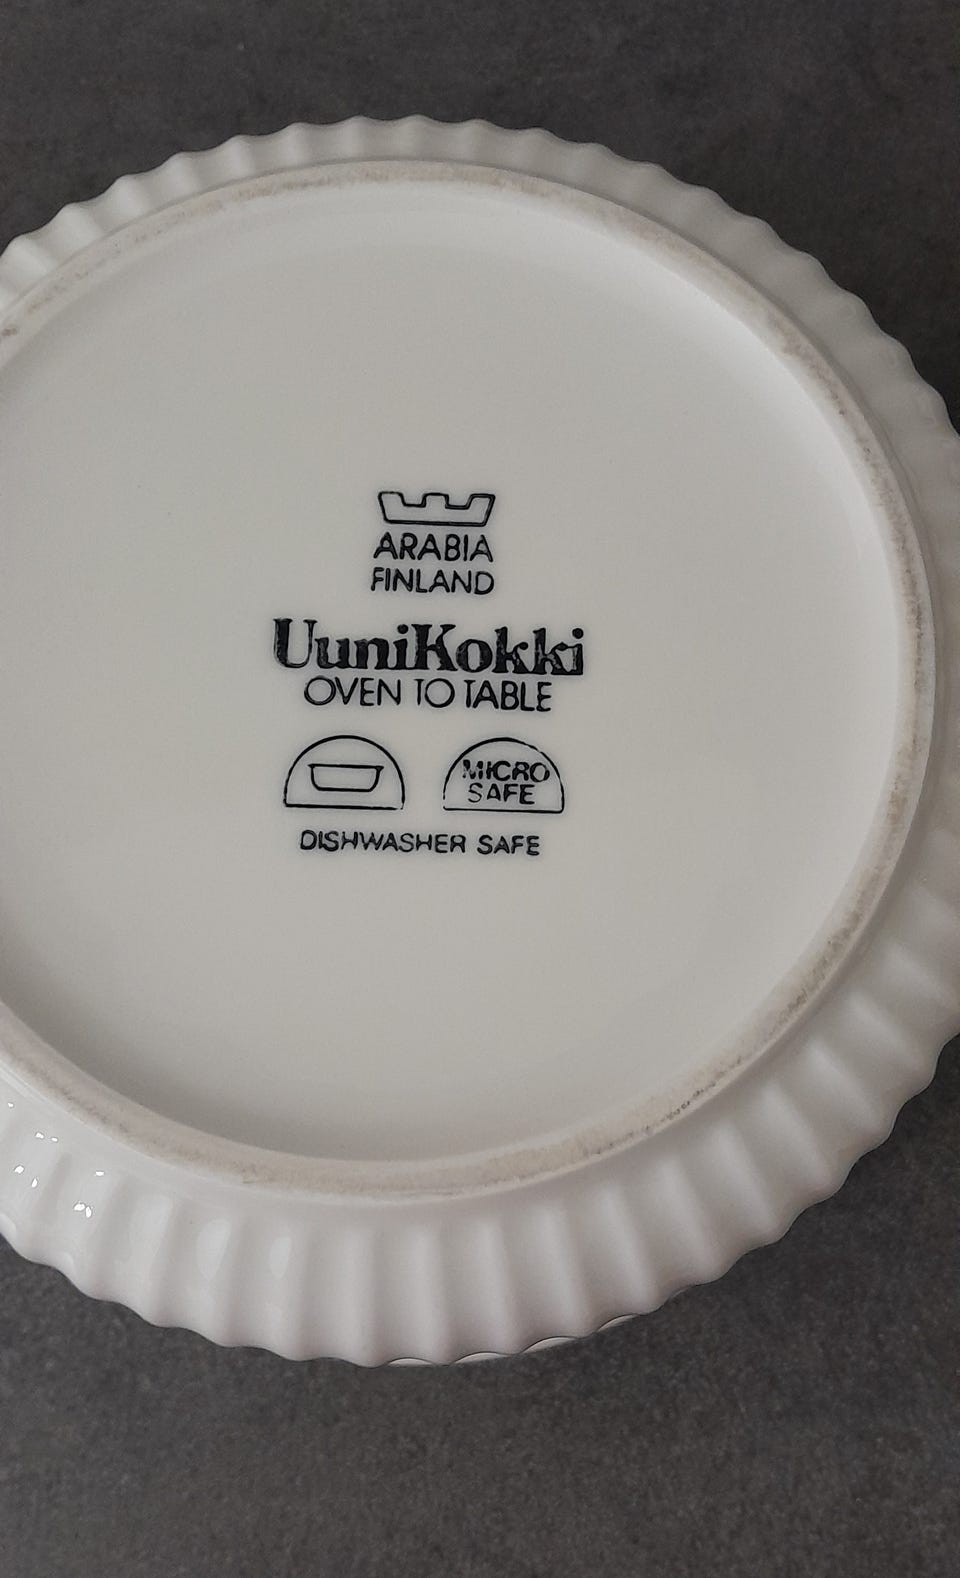 ARABIA
FINLAND
UuniKokki
OVEN TO TABLE
MICRO
SAFE
DISHWASHER SAFE